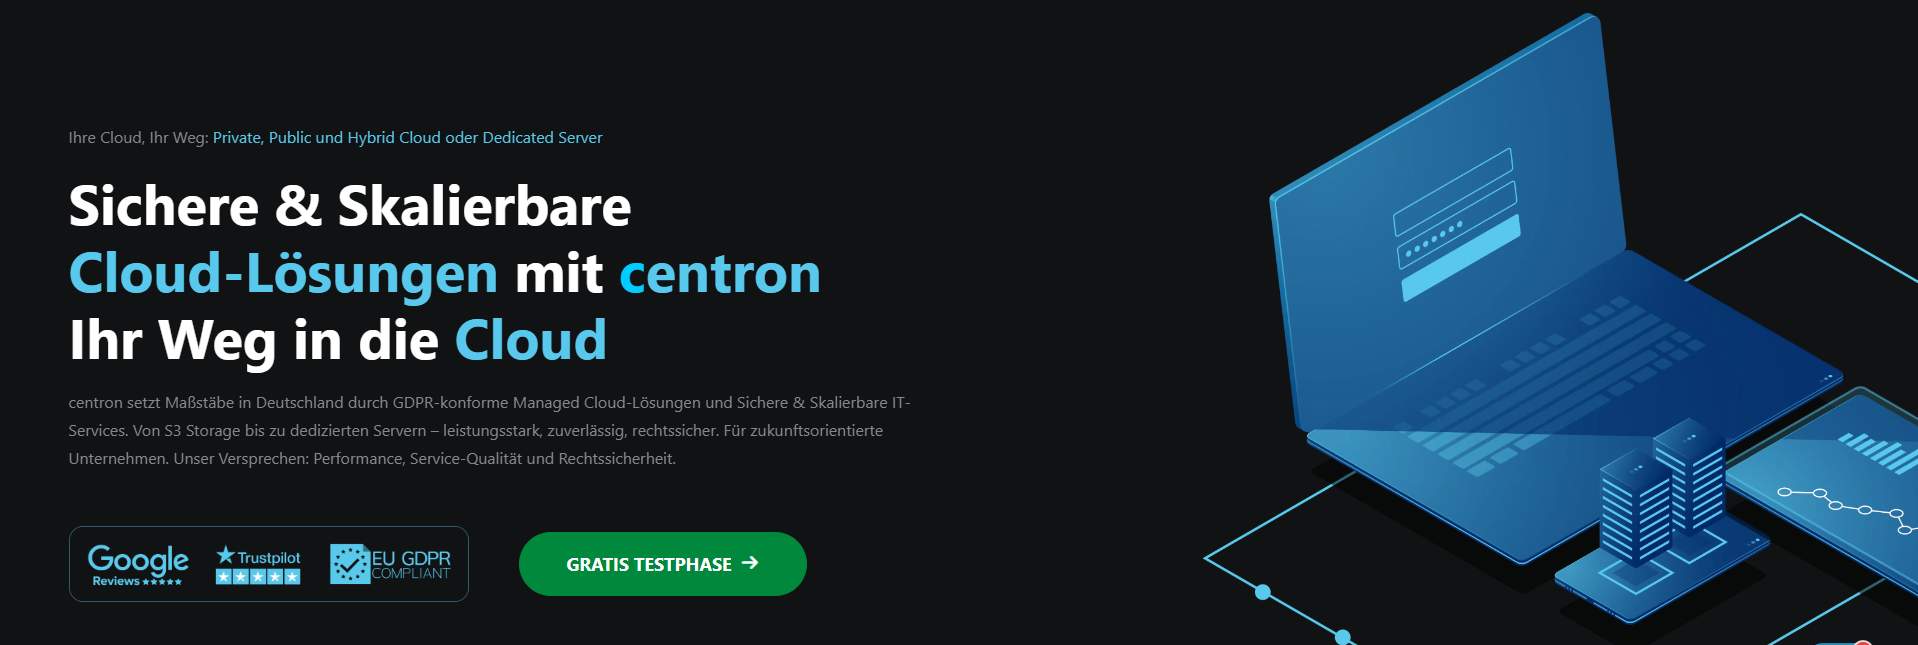 Ihre Cloud, Ihr Weg: Private, Public und Hybrid Cloud oder Dedicated Server
Sichere & Skalierbare
Cloud-Lösungen mit centron
Ihr Weg in die Cloud
centron setzt Maßstäbe in Deutschland durch GDPR-konforme Managed Cloud-Lösungen und Sichere & Skalierbare IT-
Services. Von S3 Storage bis zu dedizierten Servern – leistungsstark, zuverlässig, rechtssicher. Für zukunftsorientierte
Unternehmen. Unser Versprechen: Performance, Service-Qualität und Rechtssicherheit.
Google
Reviews
Trustpilot
EU GDPR
COMPLIANT
GRATIS TESTPHASE →